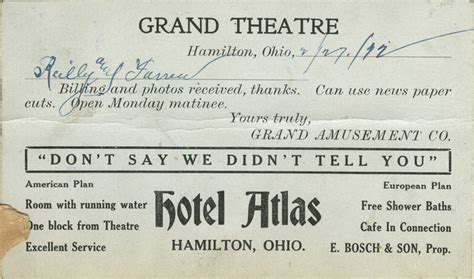 GRAND THEATRE
Hamilton, Ohio,
Reilly
Billing and photos received, thanks. Can use news paper
cuts. Open Monday matinee.
Yours truly,
GRAND AMUSEMENT CO.
"DON'T SAY WE DIDN'T TELL YOU"
American Plan
Room with running water
One block from Theatre
Excellent Service
Hotel Atlas
HAMILTON, OHIO.
European Plan
Free Shower Baths
Cafe In Connection
E. BOSCH & SON, Prop.